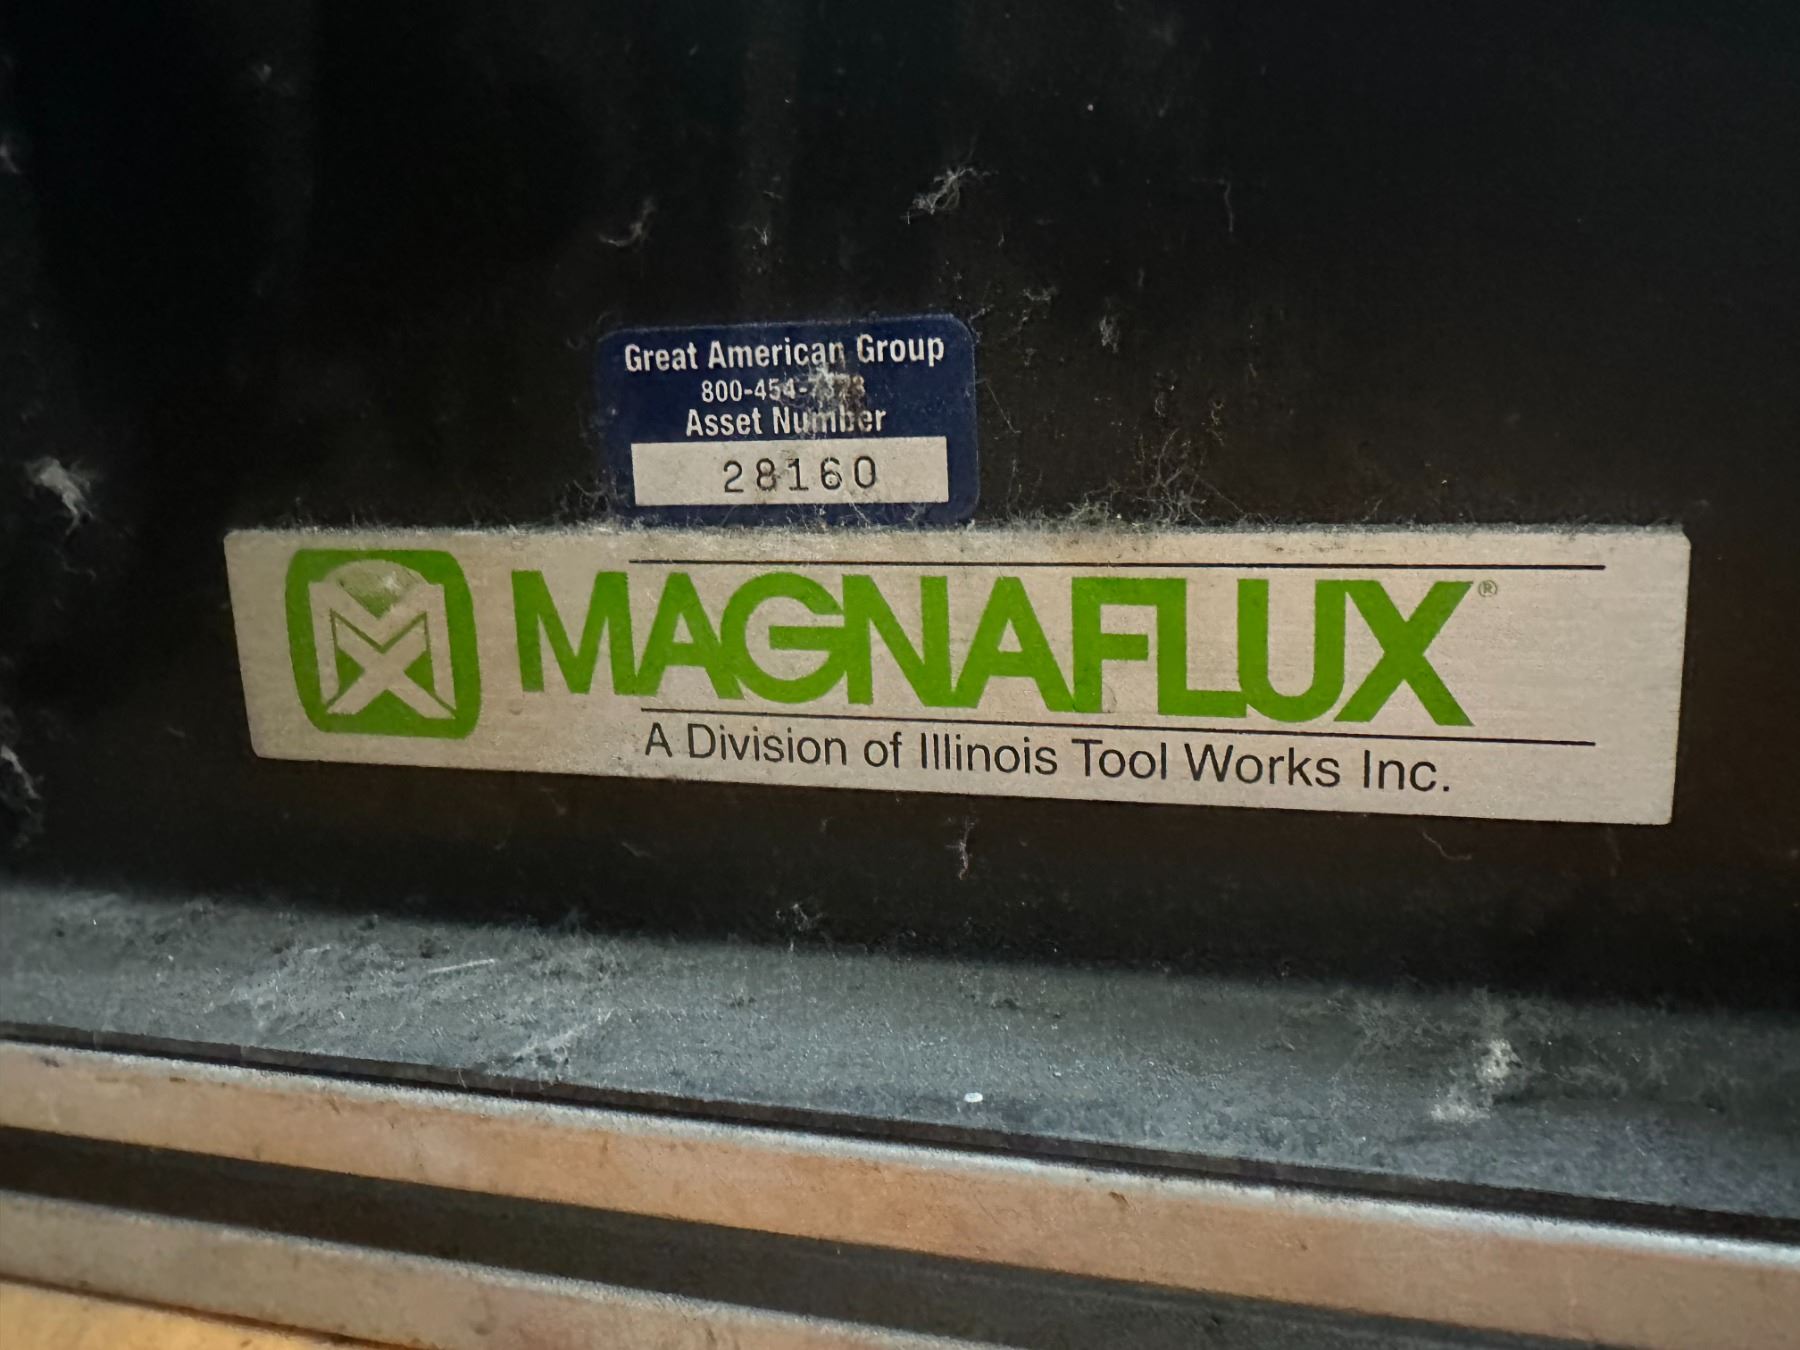 Great American Group
Asset Number
28160
MAGNAFLUX®
A Division of Illinois Tool Works Inc.